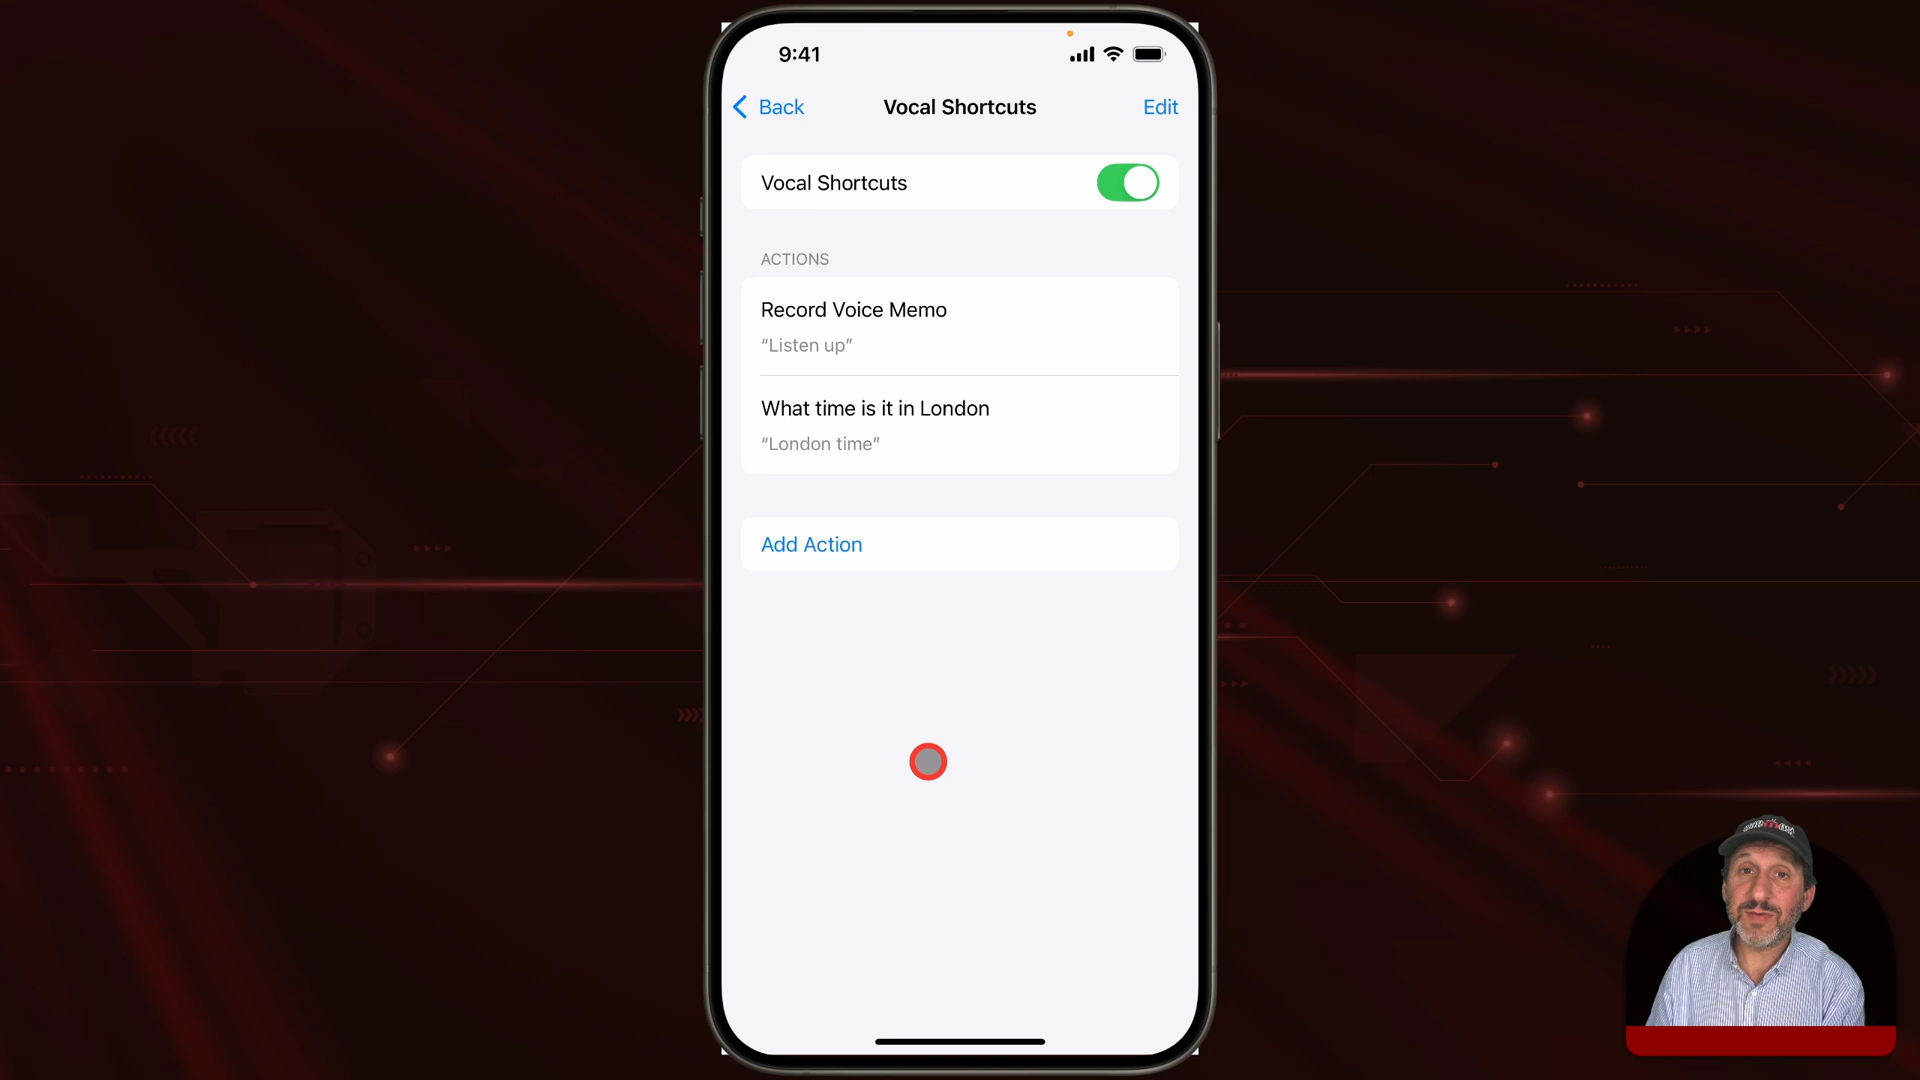 9:41
Back
Vocal Shortcuts
Edit
Vocal Shortcuts
ACTIONS
Record Voice Memo
“Listen up”
What time is it in London
“London time”
Add Action